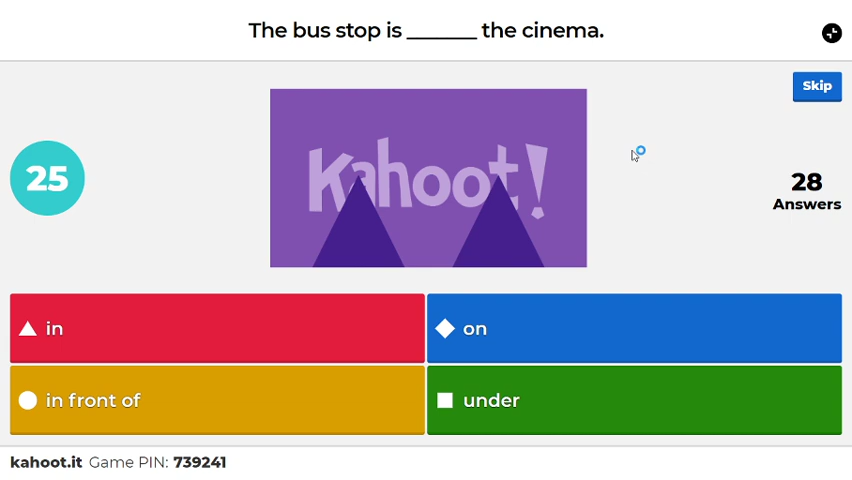 The bus stop is _______ the cinema.
Skip
Kahoot!
25
28
Answers
in
on
in front of
under
kahoot.it Game PIN: 739241